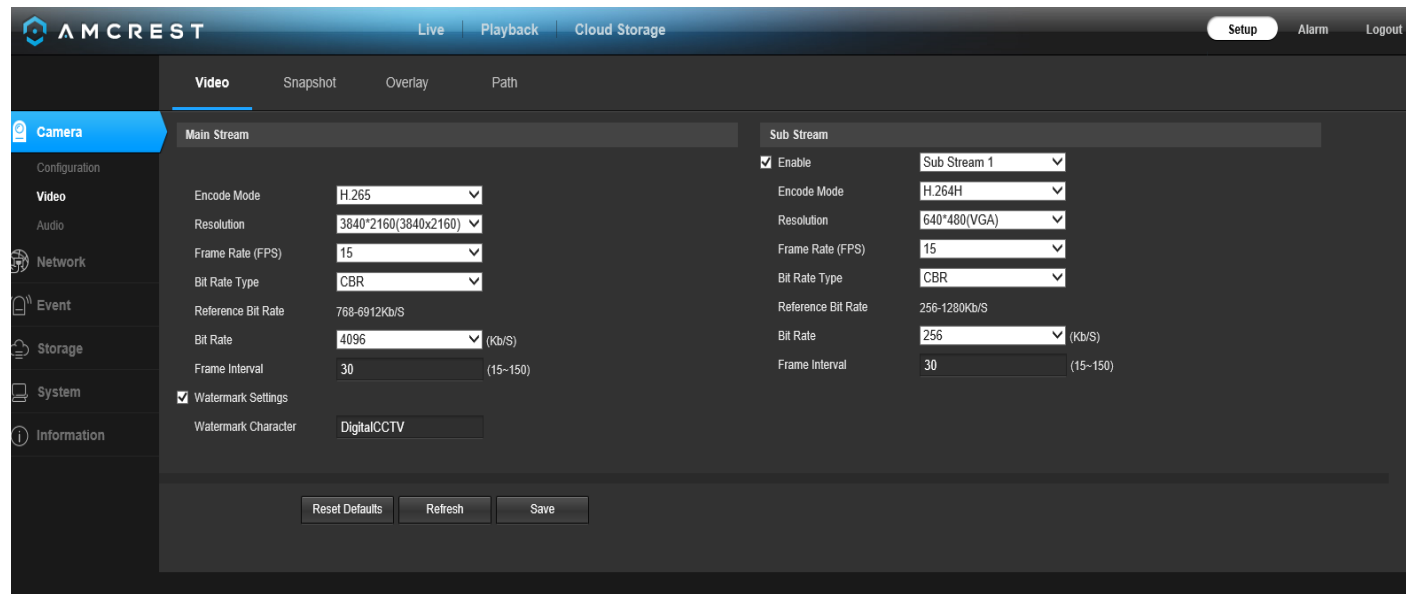 AMCREST Live Playback Cloud Storage Setup Alarm Logout
Video Snapshot Overlay Path
Camera
Configuration
Video
Audio
Network
Event
Storage
System
Information
Main Stream
Encode Mode H.265
Resolution 3840*2160(3840x2160)
Frame Rate (FPS) 15
Bit Rate Type CBR
Reference Bit Rate 768-6912Kb/S
Bit Rate 4096 (Kb/S)
Frame Interval 30 (15~150)
Watermark Settings
Watermark Character DigitalCCTV
Sub Stream
Enable Sub Stream 1
Encode Mode H.264H
Resolution 640*480(VGA)
Frame Rate (FPS) 15
Bit Rate Type CBR
Reference Bit Rate 256-1280Kb/S
Bit Rate 256 (Kb/S)
Frame Interval 30 (15~150)
Reset Defaults Refresh Save